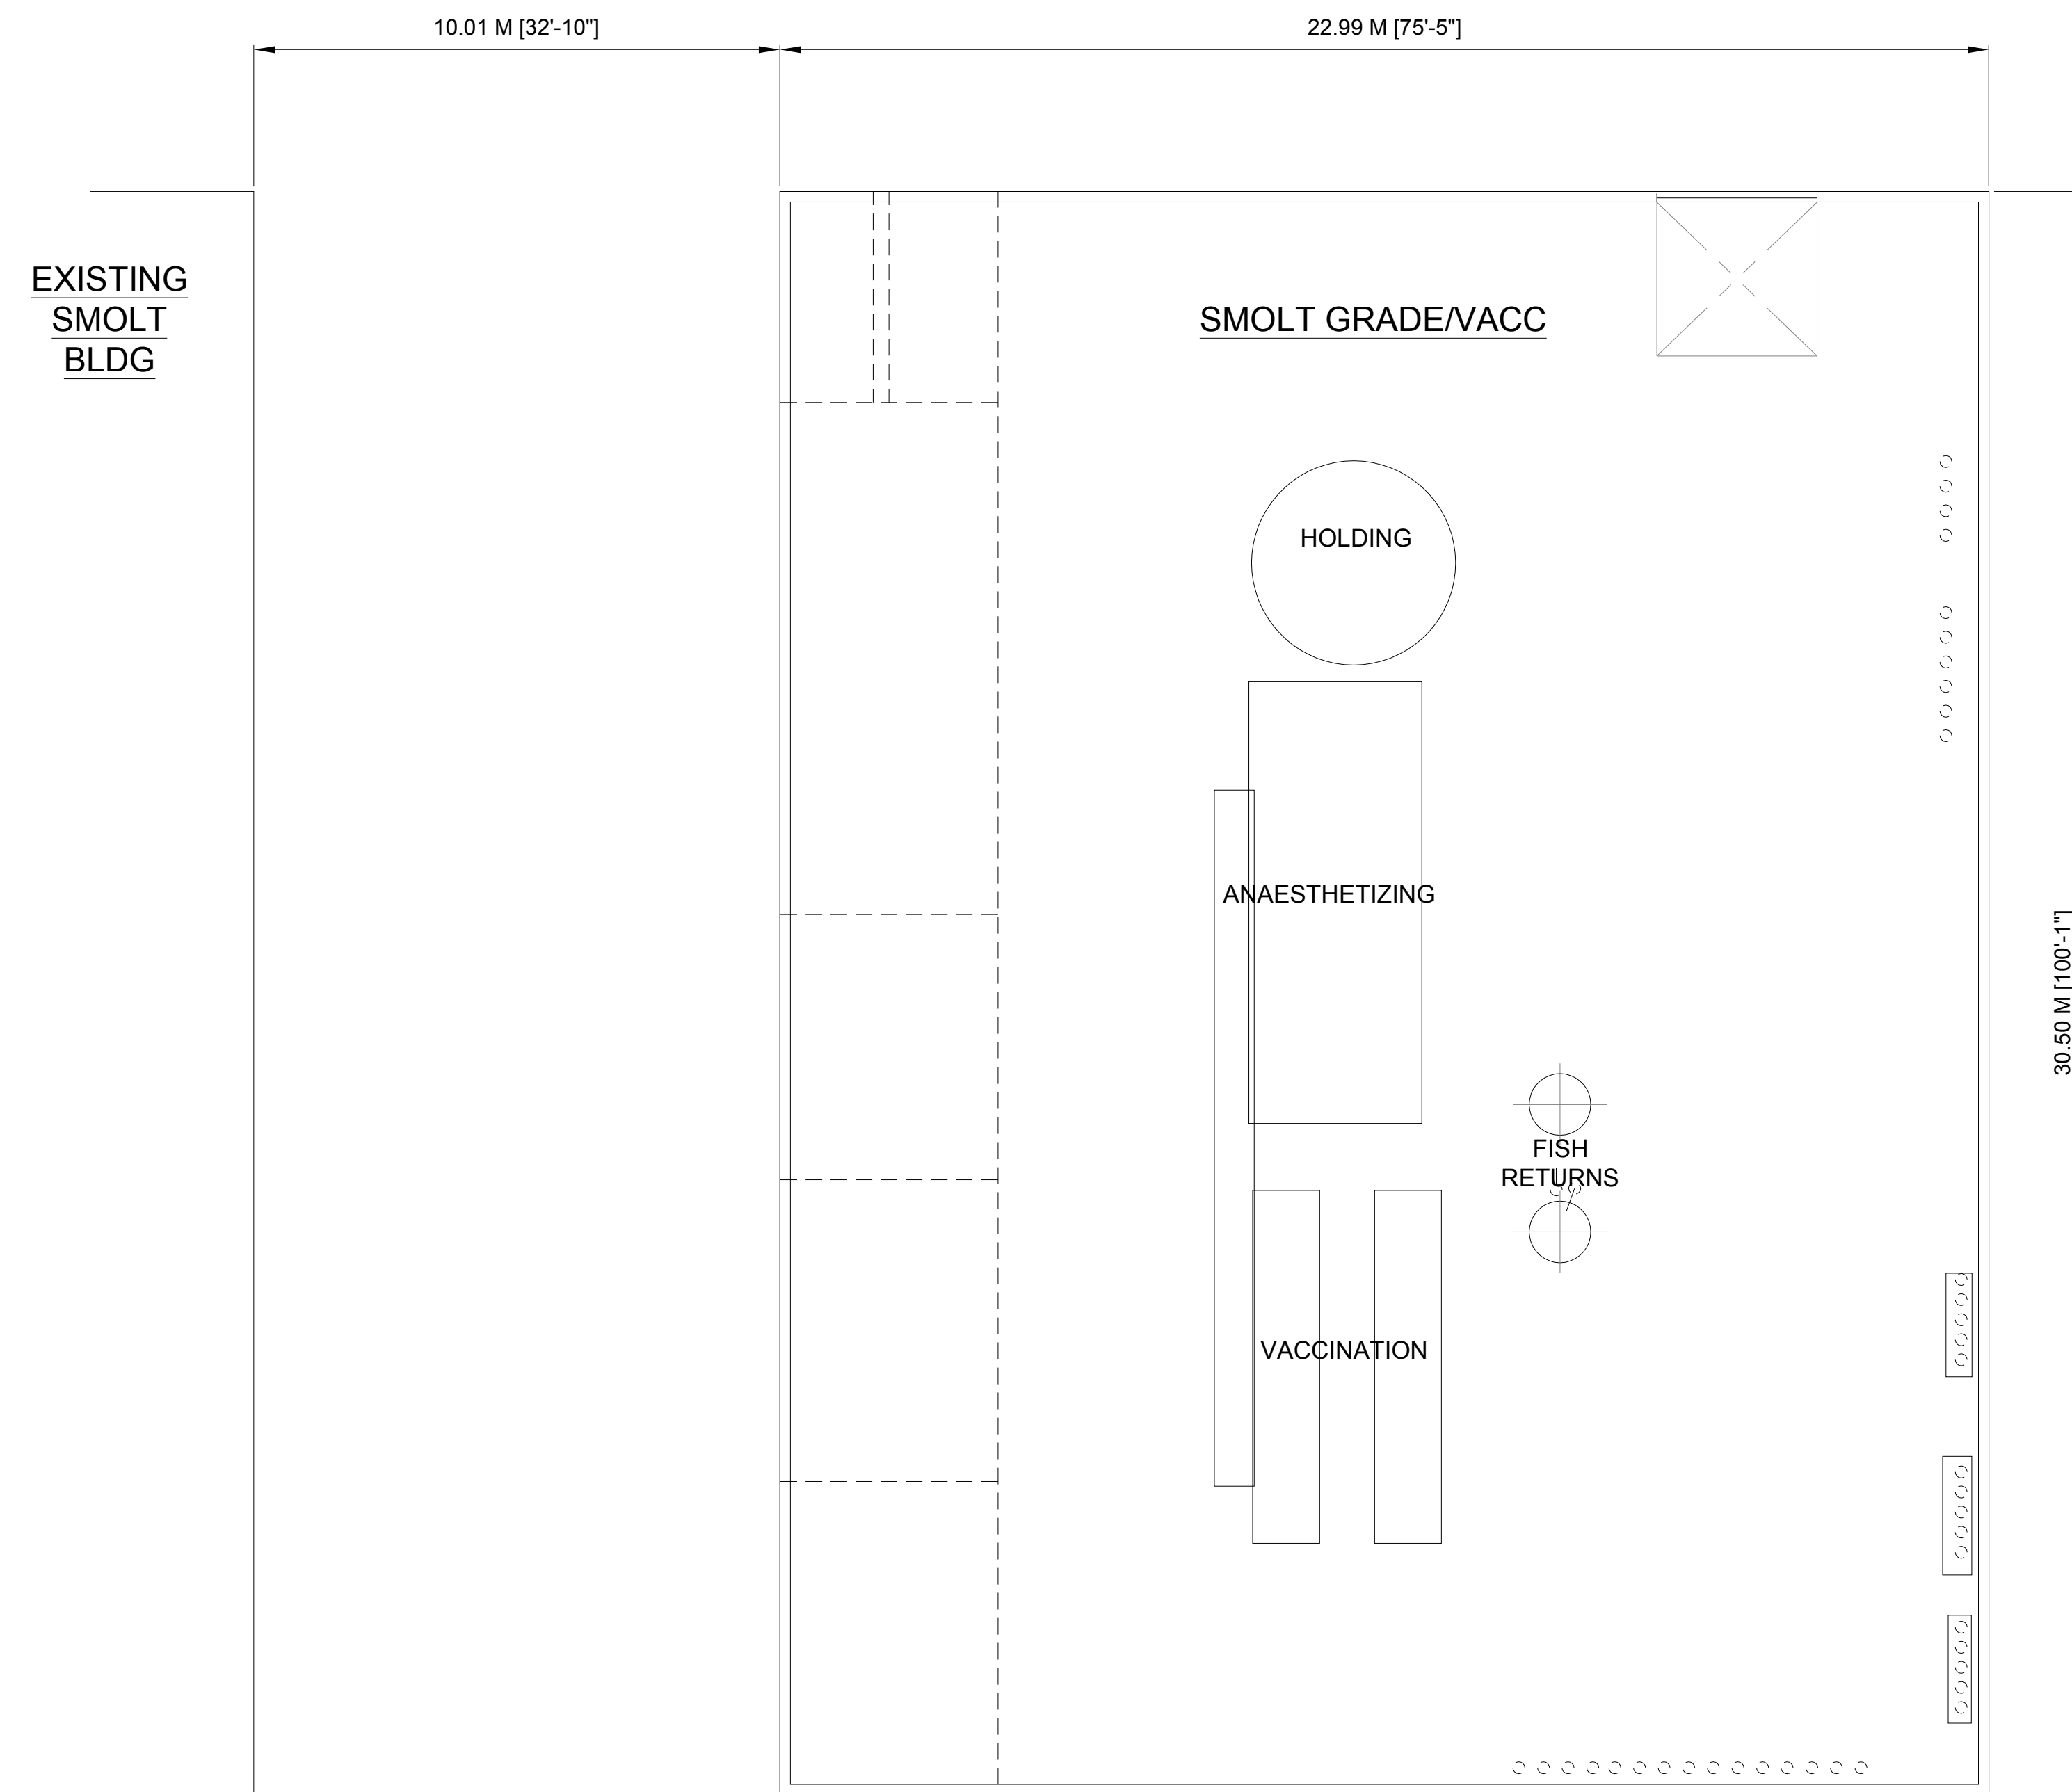 10.01 M [32'-10"]
22.99 M [75'-5"]
EXISTING
SMOLT
BLDG
SMOLT GRADE/VACC
HOLDING
ANAESTHETIZING
30.50 M [100'-1"]
FISH
RETURNS
VACCINATION